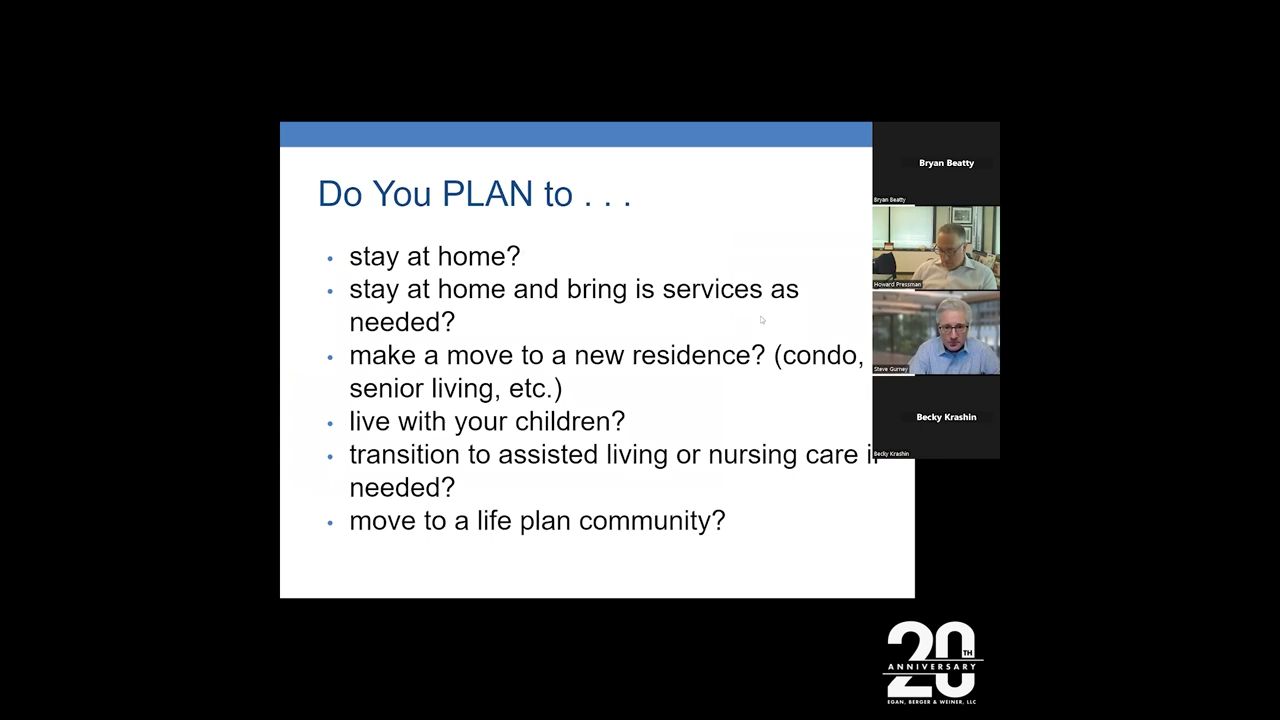 Do You PLAN to . . .
• stay at home?
• stay at home and bring is services as
needed?
• make a move to a new residence? (condo,
senior living, etc.)
• live with your children?
• transition to assisted living or nursing care
needed?
• move to a life plan community?
Bryan Beatty
Bryan Beatty
Howard Pressman
Steve Gurney
Becky Krashin
Becky Krashin
20TH
ANNIVERSARY
EGAN, BERGER & WEINER, LLC